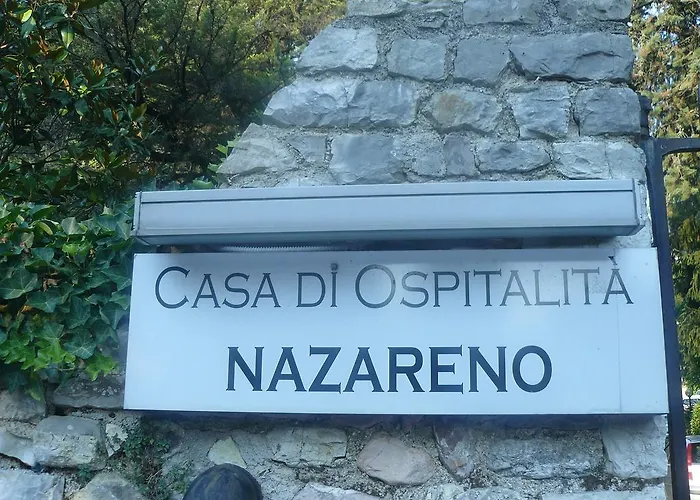 CASA DI OSPITALITÀ
NAZARENO